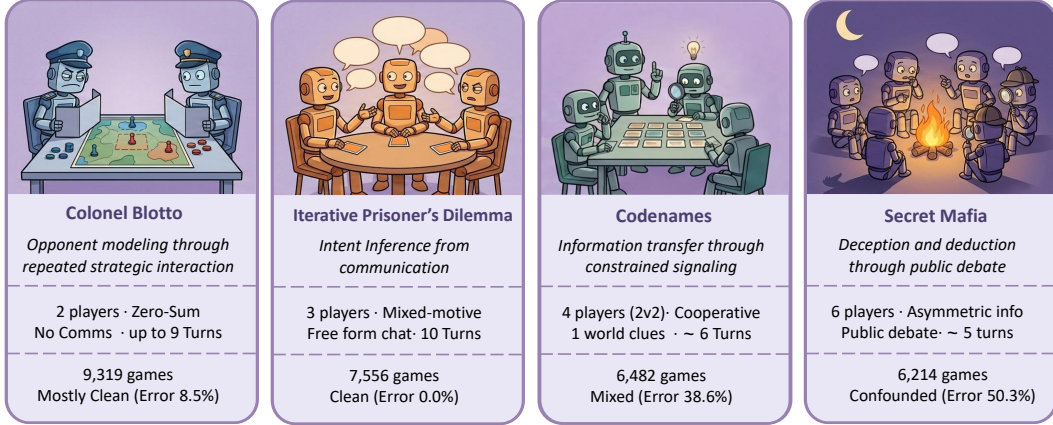 Colonel Blotto
Opponent modeling through
repeated strategic interaction
2 players · Zero-Sum
No Comms · up to 9 Turns
9,319 games
Mostly Clean (Error 8.5%)
Iterative Prisoner's Dilemma
Intent Inference from
communication
3 players · Mixed-motive
Free form chat· 10 Turns
7,556 games
Clean (Error 0.0%)
Codenames
Information transfer through
constrained signaling
4 players (2v2)· Cooperative
1 world clues · ~ 6 Turns
6,482 games
Mixed (Error 38.6%)
Secret Mafia
Deception and deduction
through public debate
6 players · Asymmetric info
Public debate· ~ 5 turns
6,214 games
Confounded (Error 50.3%)